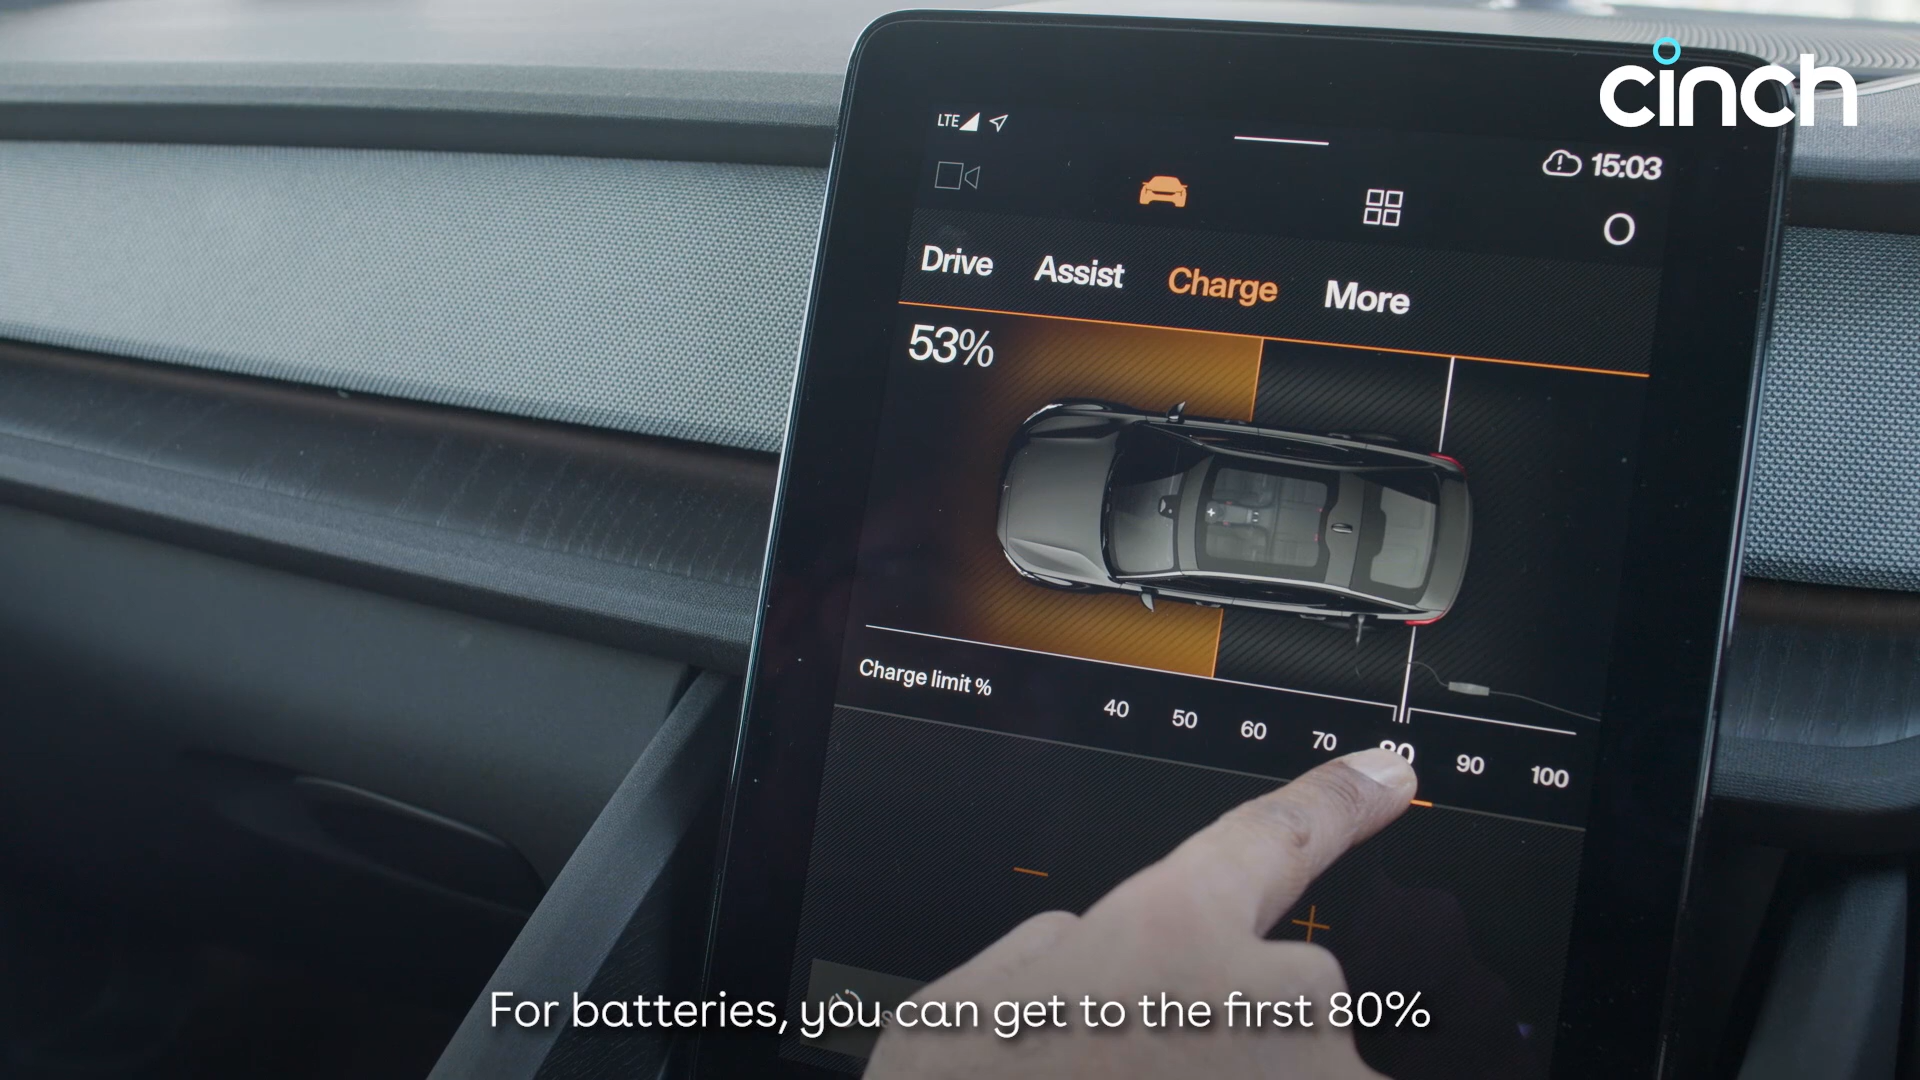 cinch
LTE
15:03
Drive Assist Charge More
53%
Charge limit %
40 50 60 70 80 90 100
For batteries, you can get to the first 80%